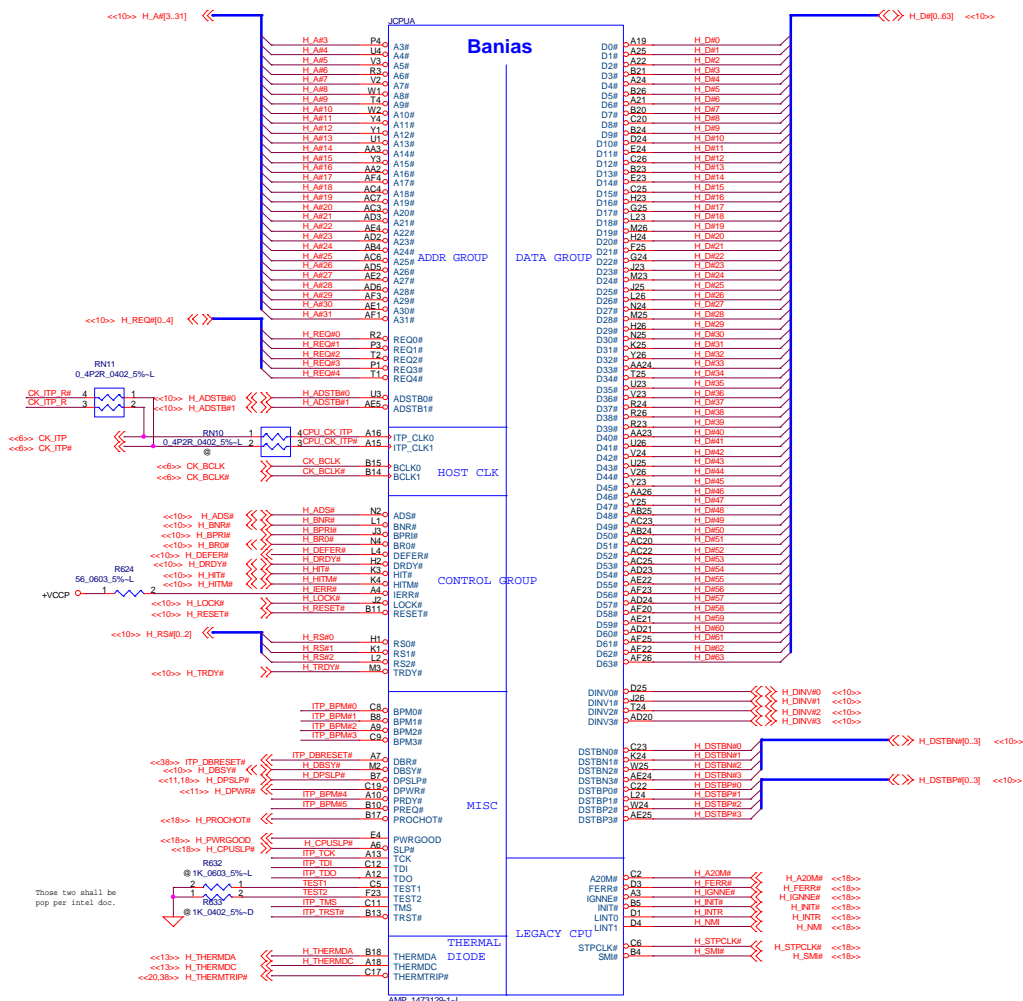 JCPUA
Banias
<<10>> H_A#[3..31]
H_D#[0..63] <<10>>
H_A#3 P4 A3#
H_A#4 U4 A4#
H_A#5 V3 A5#
H_A#6 R3 A6#
H_A#7 V2 A7#
H_A#8 W1 A8#
H_A#9 T4 A9#
H_A#10 W2 A10#
H_A#11 Y4 A11#
H_A#12 Y1 A12#
H_A#13 U1 A13#
H_A#14 AA3 A14#
H_A#15 Y3 A15#
H_A#16 AA2 A16#
H_A#17 AF4 A17#
H_A#18 AC4 A18#
H_A#19 AC7 A19#
H_A#20 AC3 A20#
H_A#21 AD3 A21#
H_A#22 AE4 A22#
H_A#23 AD2 A23#
H_A#24 AB4 A24#
H_A#25 AC6 A25#
H_A#26 AD5 A26#
H_A#27 AE2 A27#
H_A#28 AD6 A28#
H_A#29 AF3 A29#
H_A#30 AE1 A30#
H_A#31 AF1 A31#
ADDR GROUP
<<10>> H_REQ#[0..4]
H_REQ#0 R2 REQ0#
H_REQ#1 P3 REQ1#
H_REQ#2 T2 REQ2#
H_REQ#3 P1 REQ3#
H_REQ#4 T1 REQ4#
RN11
0_4P2R_0402_5%~L
CK_ITP_R# 4 1
CK_ITP_R 3 2
<<10>> H_ADSTB#0 H_ADSTB#0 U3 ADSTB0#
<<10>> H_ADSTB#1 H_ADSTB#1 AE5 ADSTB1#
RN10
0_4P2R_0402_5%~L
@
<<6>> CK_ITP 1 4 CPU_CK_ITP A16 ITP_CLK0
<<6>> CK_ITP# 2 3 CPU_CK_ITP# A15 ITP_CLK1
<<6>> CK_BCLK CK_BCLK B15 BCLK0
<<6>> CK_BCLK# CK_BCLK# B14 BCLK1
HOST CLK
<<10>> H_ADS# H_ADS# N2 ADS#
<<10>> H_BNR# H_BNR# L1 BNR#
<<10>> H_BPRI# H_BPRI# J3 BPRI#
<<10>> H_BR0# H_BR0# N4 BR0#
<<10>> H_DEFER# H_DEFER# L4 DEFER#
<<10>> H_DRDY# H_DRDY# H2 DRDY#
<<10>> H_HIT# H_HIT# K3 HIT#
<<10>> H_HITM# H_HITM# K4 HITM#
R624
56_0603_5%~L
+VCCP 1 2 H_IERR# A4 IERR#
<<10>> H_LOCK# H_LOCK# J2 LOCK#
<<10>> H_RESET# H_RESET# B11 RESET#
CONTROL GROUP
<<10>> H_RS#[0..2]
H_RS#0 H1 RS0#
H_RS#1 K1 RS1#
H_RS#2 L2 RS2#
<<10>> H_TRDY# H_TRDY# M3 TRDY#
ITP_BPM#0 C8 BPM0#
ITP_BPM#1 B8 BPM1#
ITP_BPM#2 A9 BPM2#
ITP_BPM#3 C9 BPM3#
<<38>> ITP_DBRESET# ITP_DBRESET# A7 DBR#
<<10>> H_DBSY# H_DBSY# M2 DBSY#
<<11,18>> H_DPSLP# H_DPSLP# B7 DPSLP#
<<11>> H_DPWR# C19 DPWR#
ITP_BPM#4 A10 PRDY#
ITP_BPM#5 B10 PREQ#
<<18>> H_PROCHOT# B17 PROCHOT#
MISC
<<18>> H_PWRGOOD E4 PWRGOOD
<<18>> H_CPUSLP# H_CPUSLP# A6 SLP#
ITP_TCK A13 TCK
ITP_TDI C12 TDI
ITP_TDO A12 TDO
R632
@1K_0603_5%~L
2 1 TEST1 C5 TEST1
1 2 TEST2 F23 TEST2
R633
@1K_0402_5%~D
Those two shall be
pop per intel doc.
ITP_TMS C11 TMS
ITP_TRST# B13 TRST#
THERMAL
DIODE
<<13>> H_THERMDA H_THERMDA B18 THERMDA
<<13>> H_THERMDC H_THERMDC A18 THERMDC
<<20,38>> H_THERMTRIP# C17 THERMTRIP#
DATA GROUP
D0# A19 H_D#0
D1# A25 H_D#1
D2# A22 H_D#2
D3# B21 H_D#3
D4# A24 H_D#4
D5# B26 H_D#5
D6# A21 H_D#6
D7# B20 H_D#7
D8# C20 H_D#8
D9# B24 H_D#9
D10# D24 H_D#10
D11# E24 H_D#11
D12# C26 H_D#12
D13# B23 H_D#13
D14# E23 H_D#14
D15# C25 H_D#15
D16# H23 H_D#16
D17# G25 H_D#17
D18# L23 H_D#18
D19# M26 H_D#19
D20# H24 H_D#20
D21# F25 H_D#21
D22# G24 H_D#22
D23# J23 H_D#23
D24# M23 H_D#24
D25# J25 H_D#25
D26# L26 H_D#26
D27# N24 H_D#27
D28# M25 H_D#28
D29# H26 H_D#29
D30# N25 H_D#30
D31# K25 H_D#31
D32# Y26 H_D#32
D33# AA24 H_D#33
D34# T25 H_D#34
D35# U23 H_D#35
D36# V23 H_D#36
D37# R24 H_D#37
D38# R26 H_D#38
D39# R23 H_D#39
D40# AA23 H_D#40
D41# U26 H_D#41
D42# V24 H_D#42
D43# U25 H_D#43
D44# V26 H_D#44
D45# Y23 H_D#45
D46# AA26 H_D#46
D47# Y25 H_D#47
D48# AB25 H_D#48
D49# AC23 H_D#49
D50# AB24 H_D#50
D51# AC20 H_D#51
D52# AC22 H_D#52
D53# AC25 H_D#53
D54# AD23 H_D#54
D55# AE22 H_D#55
D56# AF23 H_D#56
D57# AD24 H_D#57
D58# AF20 H_D#58
D59# AE21 H_D#59
D60# AD21 H_D#60
D61# AF25 H_D#61
D62# AF22 H_D#62
D63# AF26 H_D#63
DINV0# D25 H_DINV#0 <<10>>
DINV1# J26 H_DINV#1 <<10>>
DINV2# T24 H_DINV#2 <<10>>
DINV3# AD20 H_DINV#3 <<10>>
H_DSTBN#[0..3] <<10>>
DSTBN0# C23 H_DSTBN#0
DSTBN1# K24 H_DSTBN#1
DSTBN2# W25 H_DSTBN#2
DSTBN3# AE24 H_DSTBN#3
H_DSTBP#[0..3] <<10>>
DSTBP0# C22 H_DSTBP#0
DSTBP1# L24 H_DSTBP#1
DSTBP2# W24 H_DSTBP#2
DSTBP3# AE25 H_DSTBP#3
A20M# C2 H_A20M# H_A20M# <<18>>
FERR# D3 H_FERR# H_FERR# <<18>>
IGNNE# A3 H_IGNNE# H_IGNNE# <<18>>
INIT# B5 H_INIT# H_INIT# <<18>>
LINT0 D1 H_INTR H_INTR <<18>>
LINT1 D4 H_NMI H_NMI <<18>>
LEGACY CPU
STPCLK# C6 H_STPCLK# H_STPCLK# <<18>>
SMI# B4 H_SMI# H_SMI# <<18>>
AMP_1473129-1~L